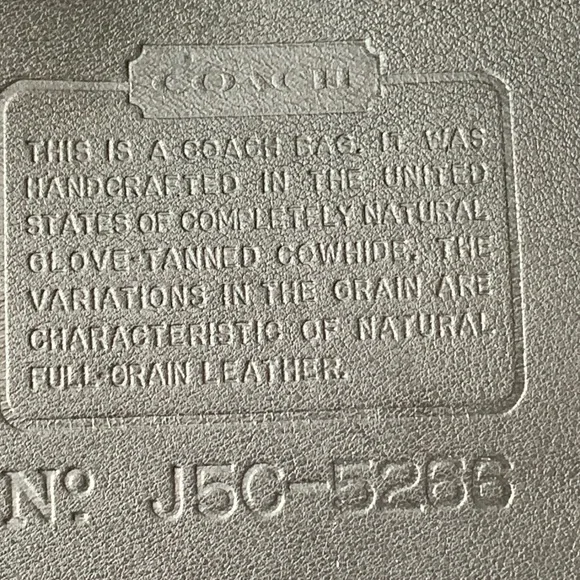 COACH
THIS IS A COACH BAG. IT WAS
HANDCRAFTED IN THE UNITED
STATES OF COMPLETELY NATURAL
GLOVE-TANNED COWHIDE. THE
VARIATIONS IN THE GRAIN ARE
CHARACTERISTIC OF NATURAL
FULL-GRAIN LEATHER.
Nº J5C-5266